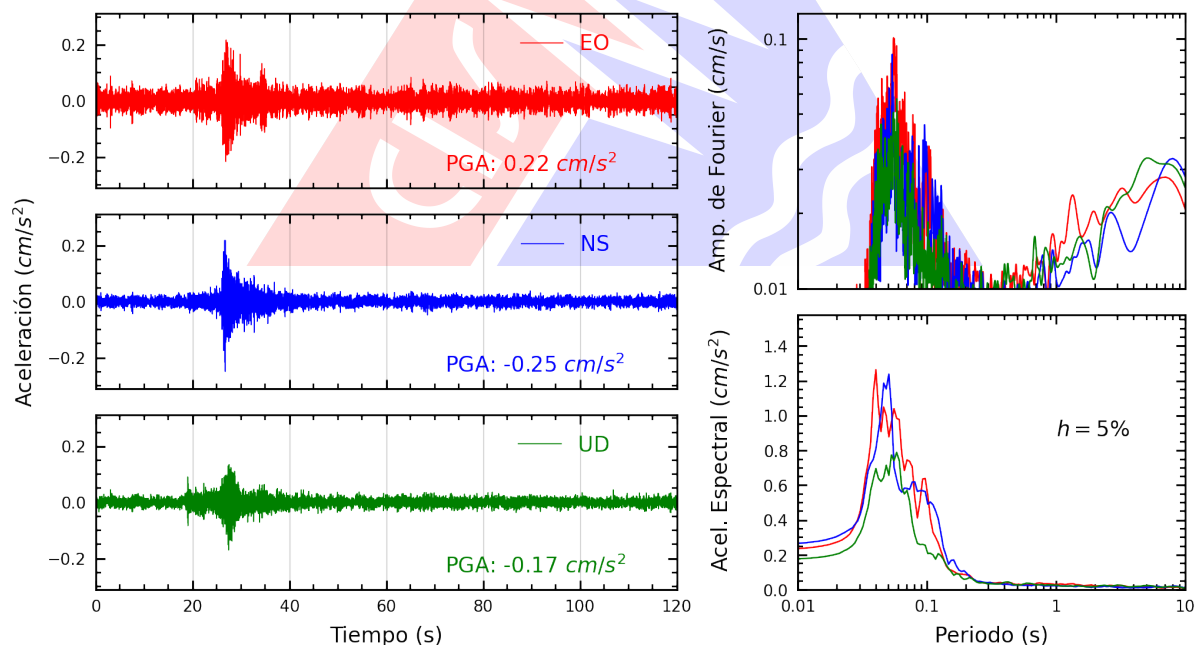 Aceleración (cm/s²)
0.2
0.0
−0.2
EO
PGA: 0.22 cm/s²
0.2
0.0
−0.2
NS
PGA: -0.25 cm/s²
0.2
0.0
−0.2
UD
PGA: -0.17 cm/s²
0 20 40 60 80 100 120
Tiempo (s)
Amp. de Fourier (cm/s)
0.1
0.01
Acel. Espectral (cm/s²)
1.4
1.2
1.0
0.8
0.6
0.4
0.2
0.0
h = 5%
0.01 0.1 1 10
Periodo (s)